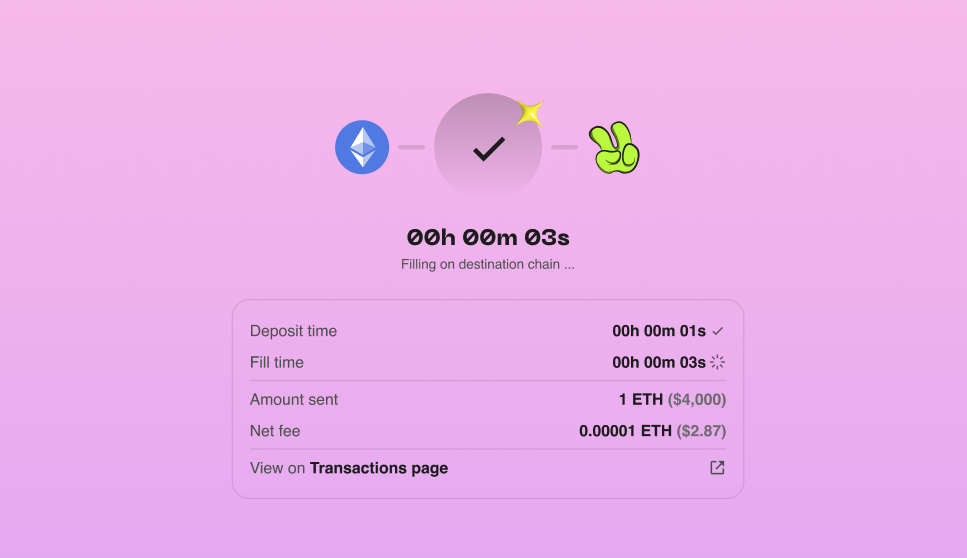 00h 00m 03s
Filling on destination chain ...
Deposit time 00h 00m 01s
Fill time 00h 00m 03s
Amount sent 1 ETH ($4,000)
Net fee 0.00001 ETH ($2.87)
View on Transactions page